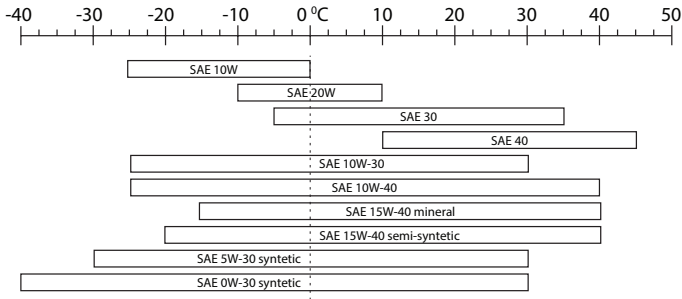 -40 -30 -20 -10 0 ⁰C 10 20 30 40 50
SAE 10W
SAE 20W
SAE 30
SAE 40
SAE 10W-30
SAE 10W-40
SAE 15W-40 mineral
SAE 15W-40 semi-syntetic
SAE 5W-30 syntetic
SAE 0W-30 syntetic